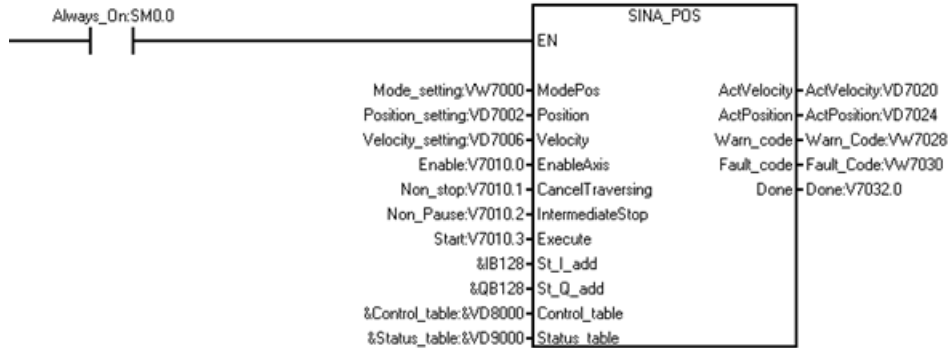 Always_On:SM0.0
SINA_POS
EN
Mode_setting:VW7000 ModePos ActVelocity ActVelocity:VD7020
Position_setting:VD7002 Position ActPosition ActPosition:VD7024
Velocity_setting:VD7006 Velocity Warn_code Warn_Code:VW7028
Enable:V7010.0 EnableAxis Fault_code Fault_Code:VW7030
Non_stop:V7010.1 CancelTraversing Done Done:V7032.0
Non_Pause:V7010.2 IntermediateStop
Start:V7010.3 Execute
&IB128 St_I_add
&QB128 St_Q_add
&Control_table:&VD8000 Control_table
&Status_table:&VD9000 Status_table